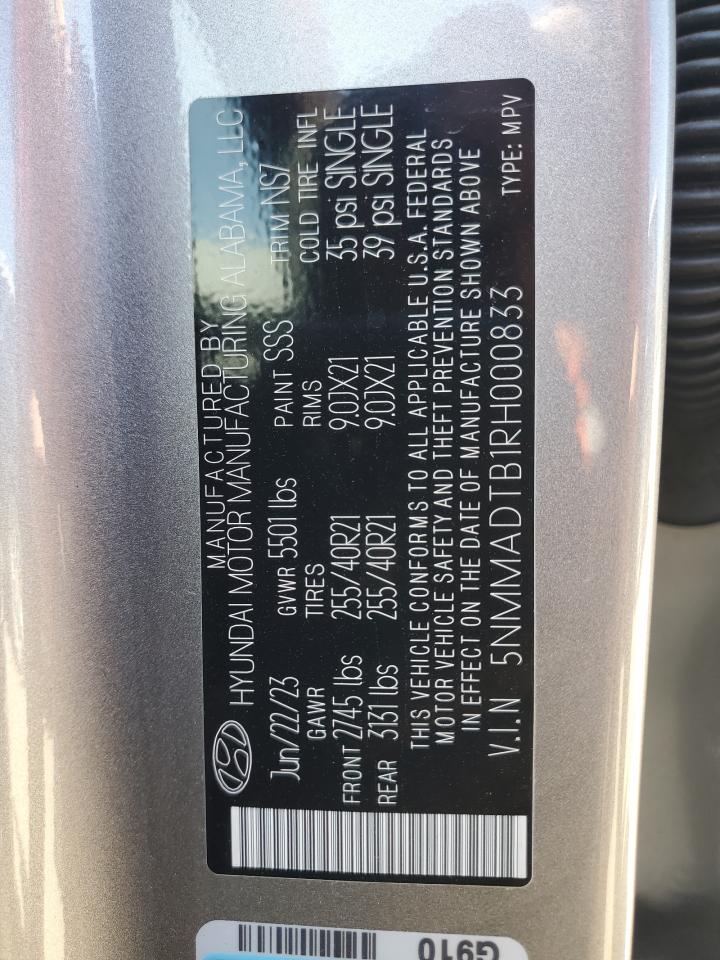 MANUFACTURED BY
HYUNDAI MOTOR MANUFACTURING ALABAMA, LLC
Jun/22/23 GVWR 5501 lbs PAINT SSS TRIM NS7
GAWR TIRES RIMS COLD TIRE INFL
FRONT 2745 lbs 255/40R21 9.0JX21 35 psi SINGLE
REAR 3131 lbs 255/40R21 9.0JX21 39 psi SINGLE
THIS VEHICLE CONFORMS TO ALL APPLICABLE U.S.A. FEDERAL
MOTOR VEHICLE SAFETY AND THEFT PREVENTION STANDARDS
IN EFFECT ON THE DATE OF MANUFACTURE SHOWN ABOVE
V.I.N 5NMMADTB1RH000833 TYPE: MPV
G910